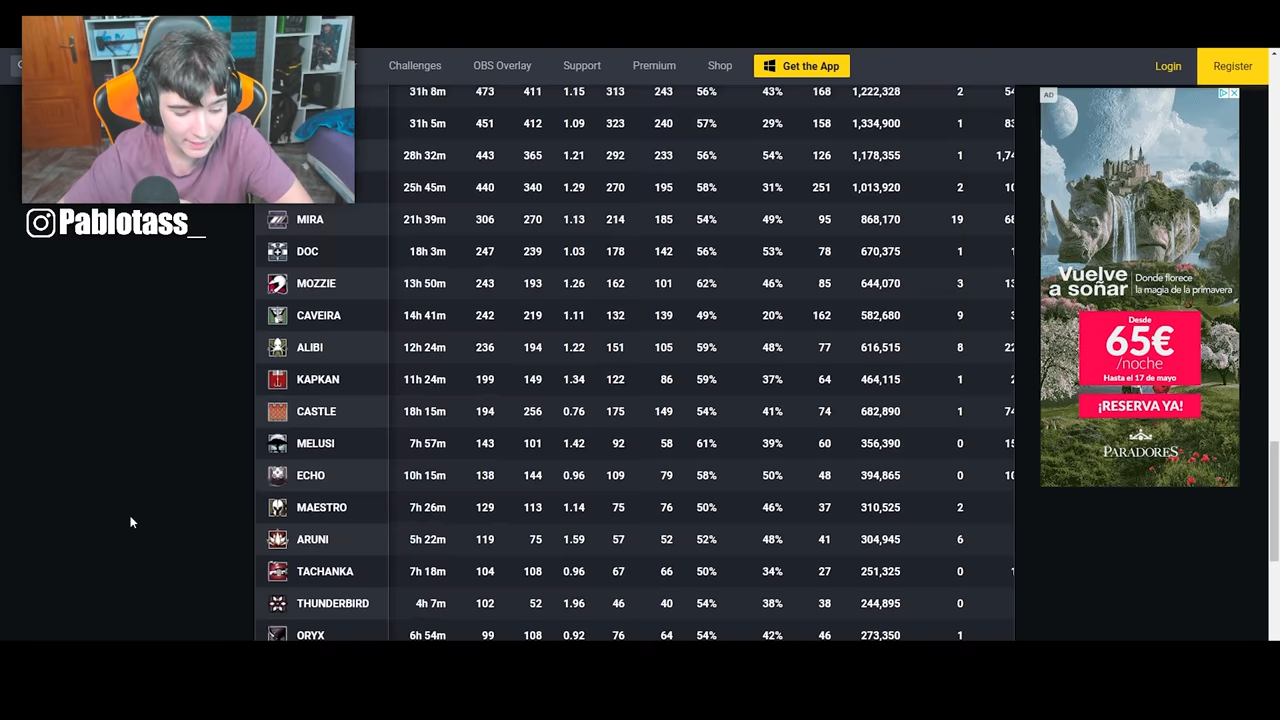 Challenges OBS Overlay Support Premium Shop Get the App Login Register
31h 8m 473 411 1.15 313 243 56% 43% 168 1,222,328 2
31h 5m 451 412 1.09 323 240 57% 29% 158 1,334,900 1
28h 32m 443 365 1.21 292 233 56% 54% 126 1,178,355 1
25h 45m 440 340 1.29 270 195 58% 31% 251 1,013,920 2
MIRA 21h 39m 306 270 1.13 214 185 54% 49% 95 868,170 19
DOC 18h 3m 247 239 1.03 178 142 56% 53% 78 670,375 1
MOZZIE 13h 50m 243 193 1.26 162 101 62% 46% 85 644,070 3
CAVEIRA 14h 41m 242 219 1.11 132 139 49% 20% 162 582,680 9
ALIBI 12h 24m 236 194 1.22 151 105 59% 48% 77 616,515 8
KAPKAN 11h 24m 199 149 1.34 122 86 59% 37% 64 464,115 1
CASTLE 18h 15m 194 256 0.76 175 149 54% 41% 74 682,890 1
MELUSI 7h 57m 143 101 1.42 92 58 61% 39% 60 356,390 0
ECHO 10h 15m 138 144 0.96 109 79 58% 50% 48 394,865 0
MAESTRO 7h 26m 129 113 1.14 75 76 50% 46% 37 310,525 2
ARUNI 5h 22m 119 75 1.59 57 52 52% 48% 41 304,945 6
TACHANKA 7h 18m 104 108 0.96 67 66 50% 34% 27 251,325 0
THUNDERBIRD 4h 7m 102 52 1.96 46 40 54% 38% 38 244,895 0
ORYX 6h 54m 99 108 0.92 76 64 54% 42% 46 273,350 1
Pablotass_
AD
Vuelve
a soñar
Donde florece
la magia de la primavera
Desde
65€
/noche
Hasta el 17 de mayo
¡RESERVA YA!
PARADORES